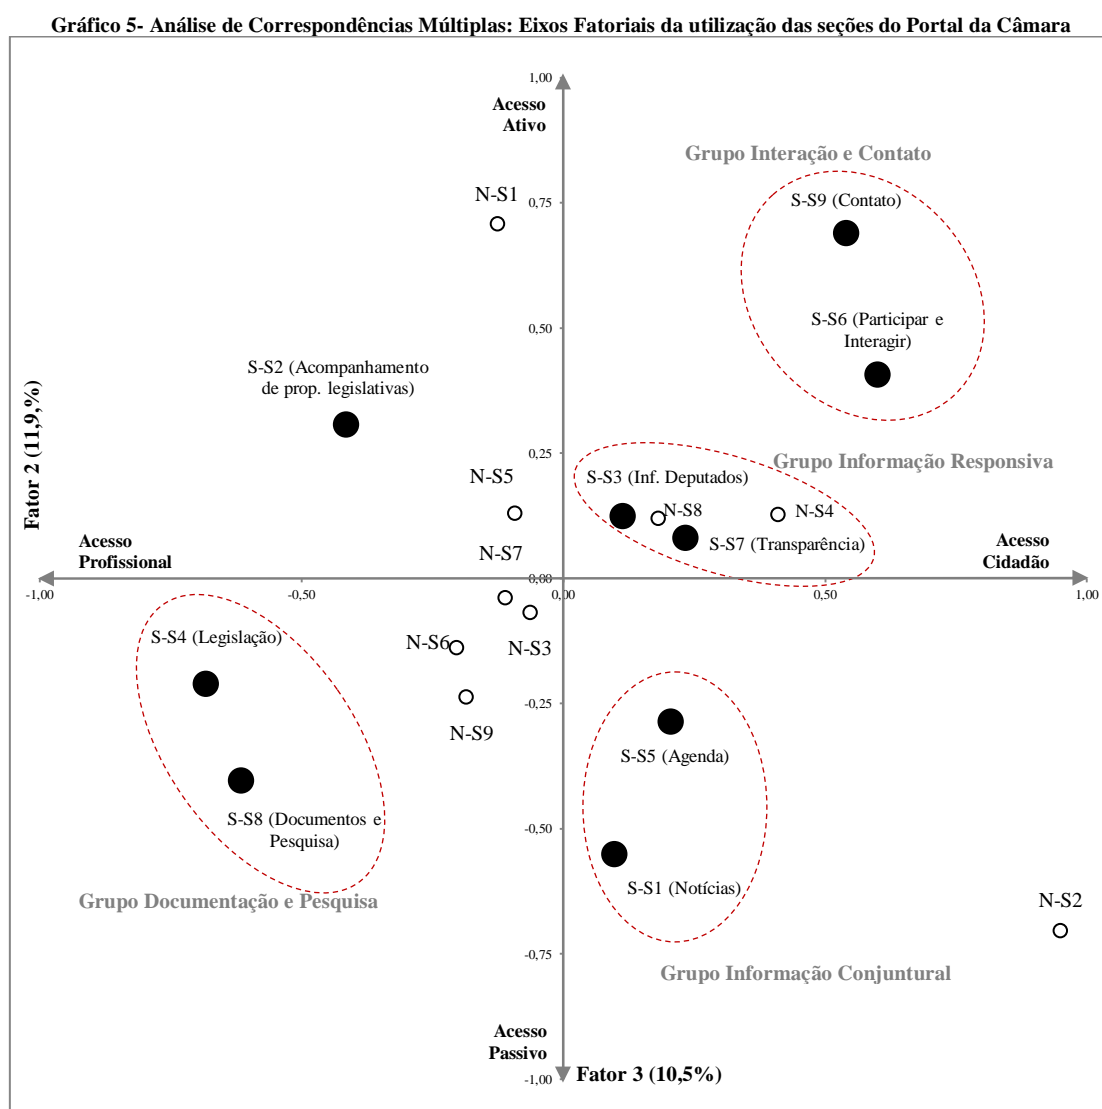 Gráfico 5- Análise de Correspondências Múltiplas: Eixos Fatoriais da utilização das seções do Portal da Câmara
1,00
Acesso
Ativo
Grupo Interação e Contato
N-S1
0,75
S-S9 (Contato)
S-S6 (Participar e
Interagir)
0,50
S-S2 (Acompanhamento
de prop. legislativas)
Fator 2 (11,9,%)
0,25
Grupo Informação Responsiva
N-S5
S-S3 (Inf. Deputados)
N-S8
N-S4
S-S7 (Transparência)
N-S7
Acesso
Profissional
Acesso
Cidadão
0,00
-1,00
-0,50
0,00
0,50
1,00
S-S4 (Legislação)
N-S6
N-S3
-0,25
N-S9
S-S5 (Agenda)
S-S8 (Documentos e
Pesquisa)
-0,50
S-S1 (Notícias)
Grupo Documentação e Pesquisa
N-S2
-0,75
Grupo Informação Conjuntural
Acesso
Passivo
-1,00
Fator 3 (10,5%)